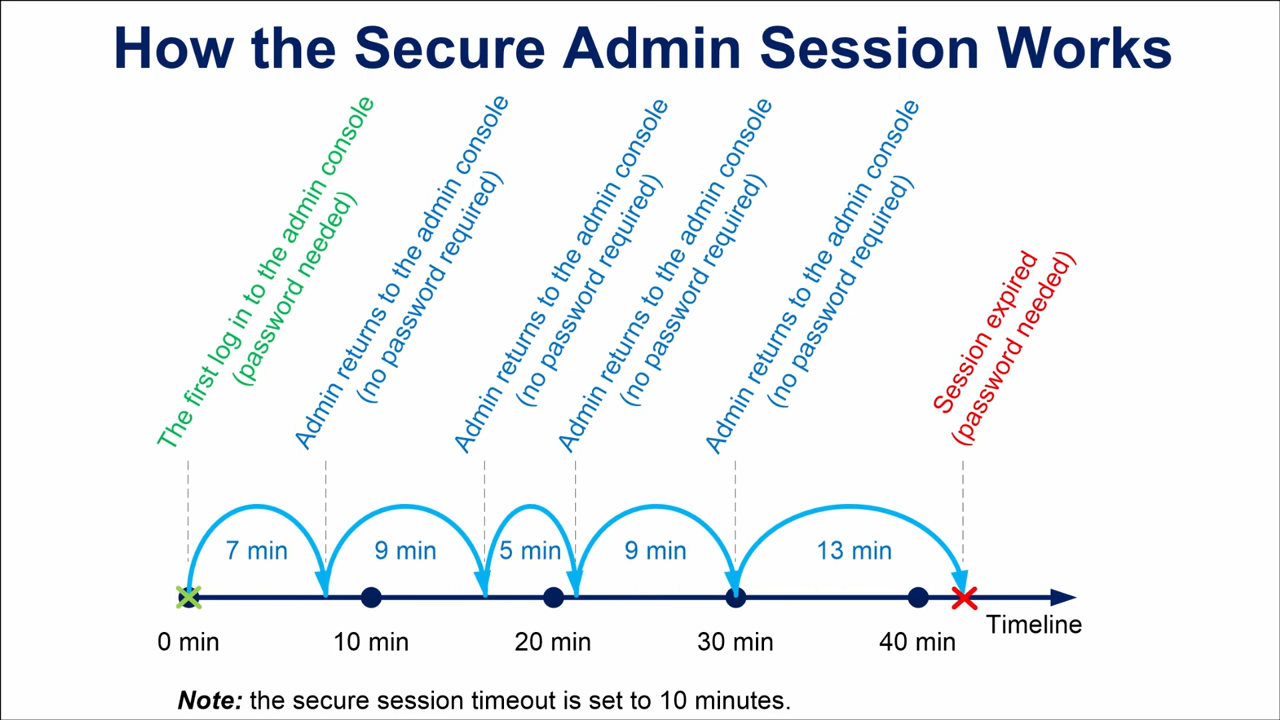 How the Secure Admin Session Works
The first log in to the admin console
(password needed)
Admin returns to the admin console
(no password required)
Admin returns to the admin console
(no password required)
Admin returns to the admin console
(no password required)
Admin returns to the admin console
(no password required)
Session expired
(password needed)
7 min
9 min
5 min
9 min
13 min
Timeline
0 min
10 min
20 min
30 min
40 min
Note: the secure session timeout is set to 10 minutes.